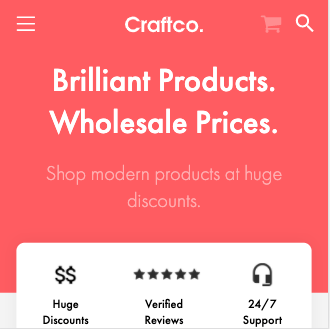 Craftco.
Brilliant Products.
Wholesale Prices.
Shop modern products at huge
discounts.
$$
Huge
Discounts
Verified
Reviews
24/7
Support